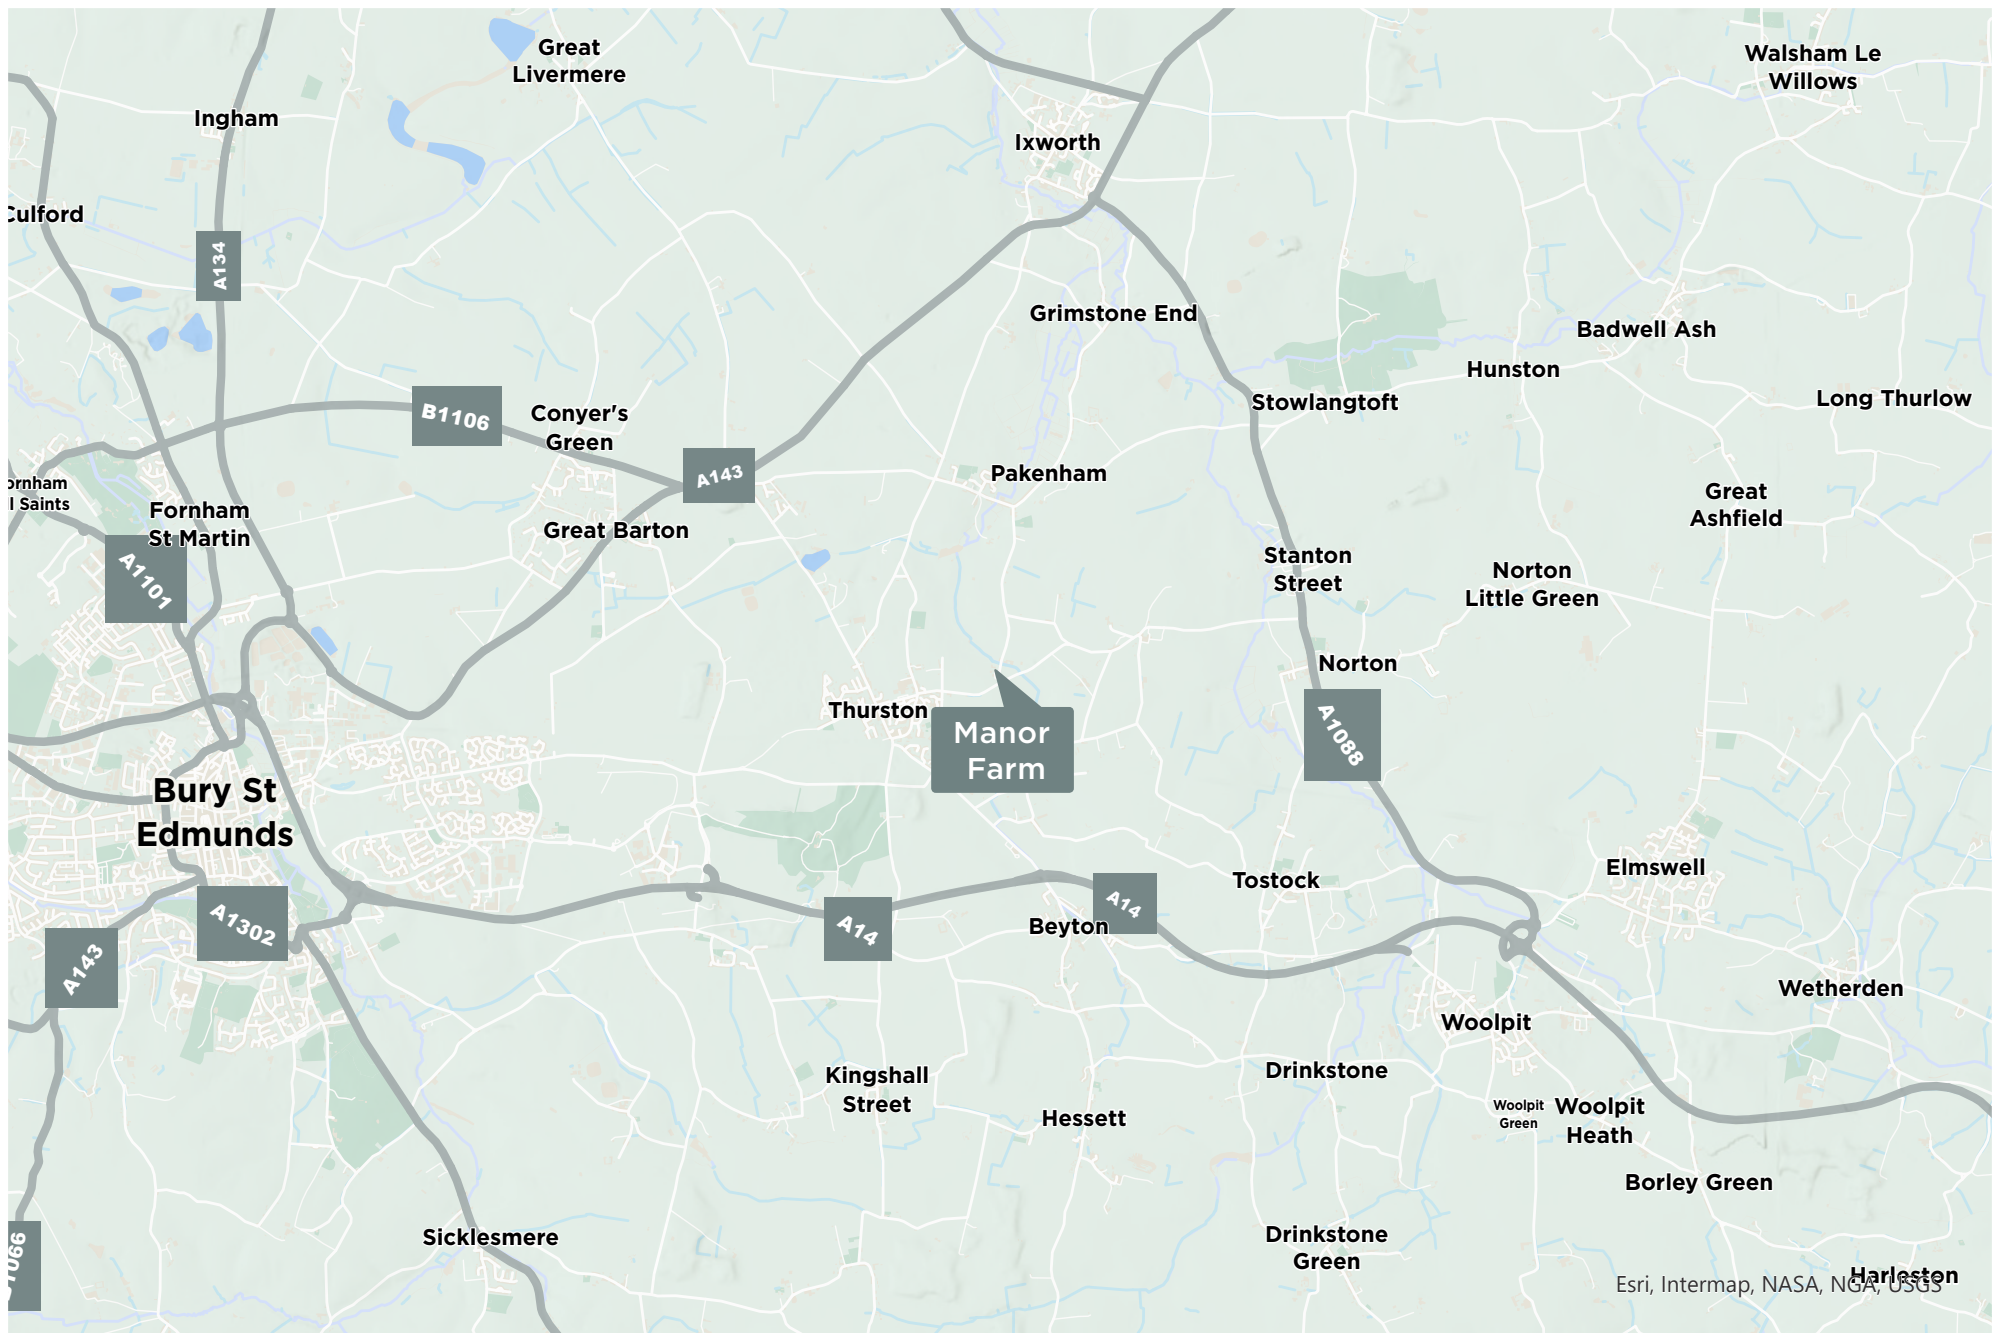 Great
Livermere
Walsham Le
Willows
Ingham
Ixworth
Culford
A134
Grimstone End
Badwell Ash
Hunston
Stowlangtoft
Long Thurlow
B1106
Conyer's
Green
A143
Pakenham
ornham
l Saints
Great
Ashfield
Fornham
St Martin
Great Barton
A1101
Stanton
Street
Norton
Little Green
Norton
Thurston
Manor
Farm
A1088
Bury St
Edmunds
Elmswell
Tostock
A1302
A14
A14
Beyton
A143
Wetherden
Woolpit
Drinkstone
Kingshall
Street
Hessett
Woolpit
Green
Woolpit
Heath
Borley Green
Sicklesmere
Drinkstone
Green
Harleston
Esri, Intermap, NASA, NGA, USGS